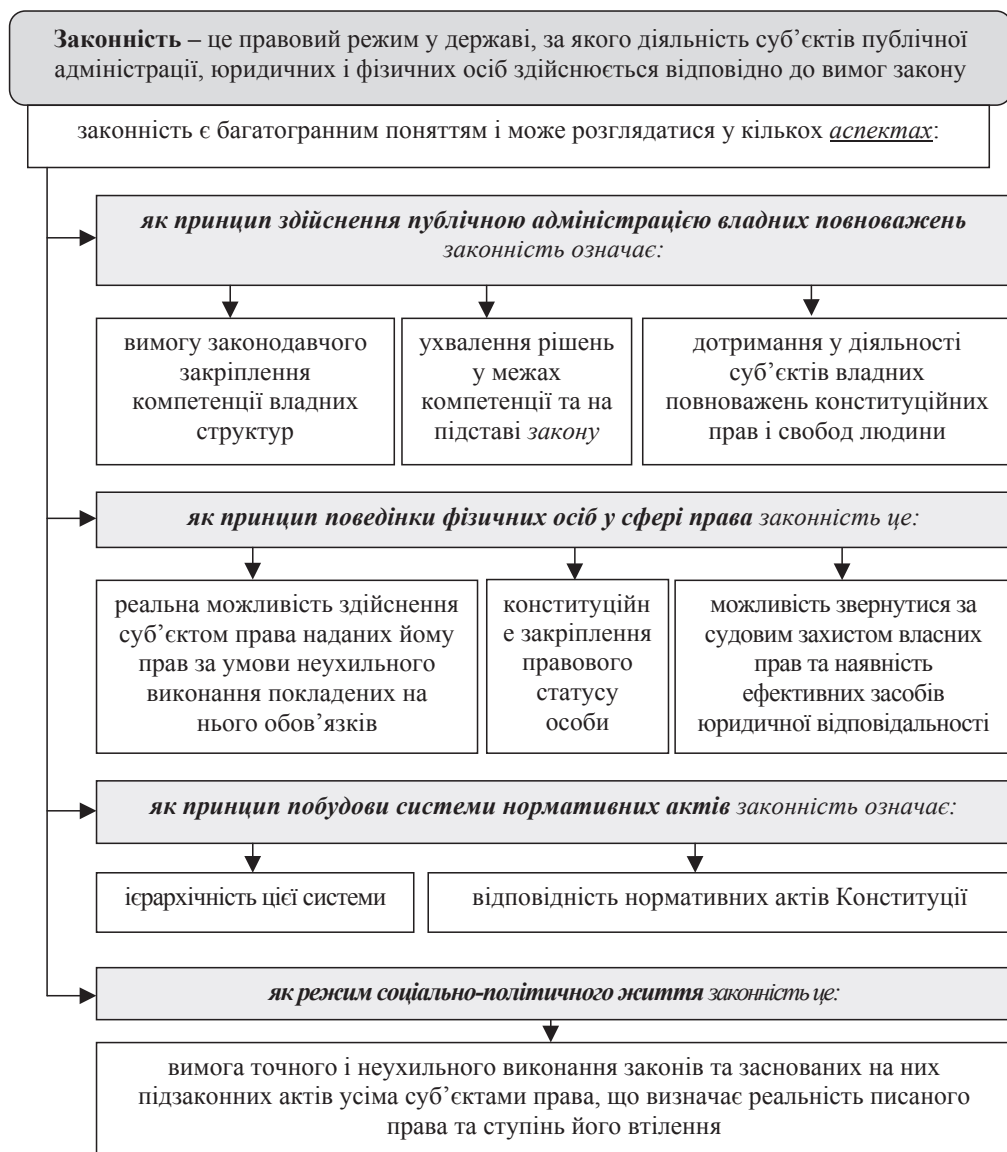 Законність – це правовий режим у державі, за якого діяльність суб’єктів публічної
адміністрації, юридичних і фізичних осіб здійснюється відповідно до вимог закону
законність є багатогранним поняттям і може розглядатися у кількох аспектах:
як принцип здійснення публічною адміністрацією владних повноважень
законність означає:
вимогу законодавчого
закріплення
компетенції владних
структур
ухвалення рішень
у межах
компетенції та на
підставі закону
дотримання у діяльності
суб’єктів владних
повноважень конституційних
прав і свобод людини
як принцип поведінки фізичних осіб у сфері права законність це:
реальна можливість здійснення
суб’єктом права наданих йому
прав за умови неухильного
виконання покладених на
нього обов’язків
конституційн
е закріплення
правового
статусу
особи
можливість звернутися за
судовим захистом власних
прав та наявність
ефективних засобів
юридичної відповідальності
як принцип побудови системи нормативних актів законність означає:
ієрархічність цієї системи
відповідність нормативних актів Конституції
як режим соціально-політичного життя законність це:
вимога точного і неухильного виконання законів та заснованих на них
підзаконних актів усіма суб’єктами права, що визначає реальність писаного
права та ступінь його втілення